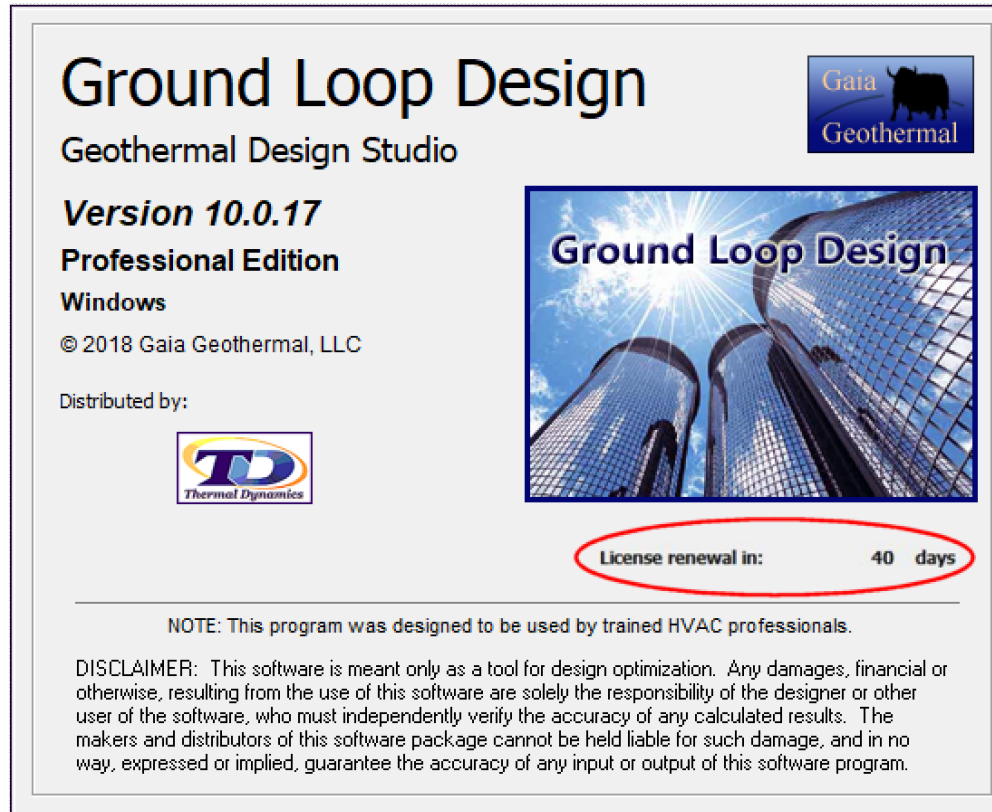 Ground Loop Design
Gaia
Geothermal
Geothermal Design Studio
Version 10.0.17
Professional Edition
Windows
© 2018 Gaia Geothermal, LLC
Distributed by:
TD
Thermal Dynamics
Ground Loop Design
License renewal in: 40 days
NOTE: This program was designed to be used by trained HVAC professionals.
DISCLAIMER: This software is meant only as a tool for design optimization. Any damages, financial or
otherwise, resulting from the use of this software are solely the responsibility of the designer or other
user of the software, who must independently verify the accuracy of any calculated results. The
makers and distributors of this software package cannot be held liable for such damage, and in no
way, expressed or implied, guarantee the accuracy of any input or output of this software program.